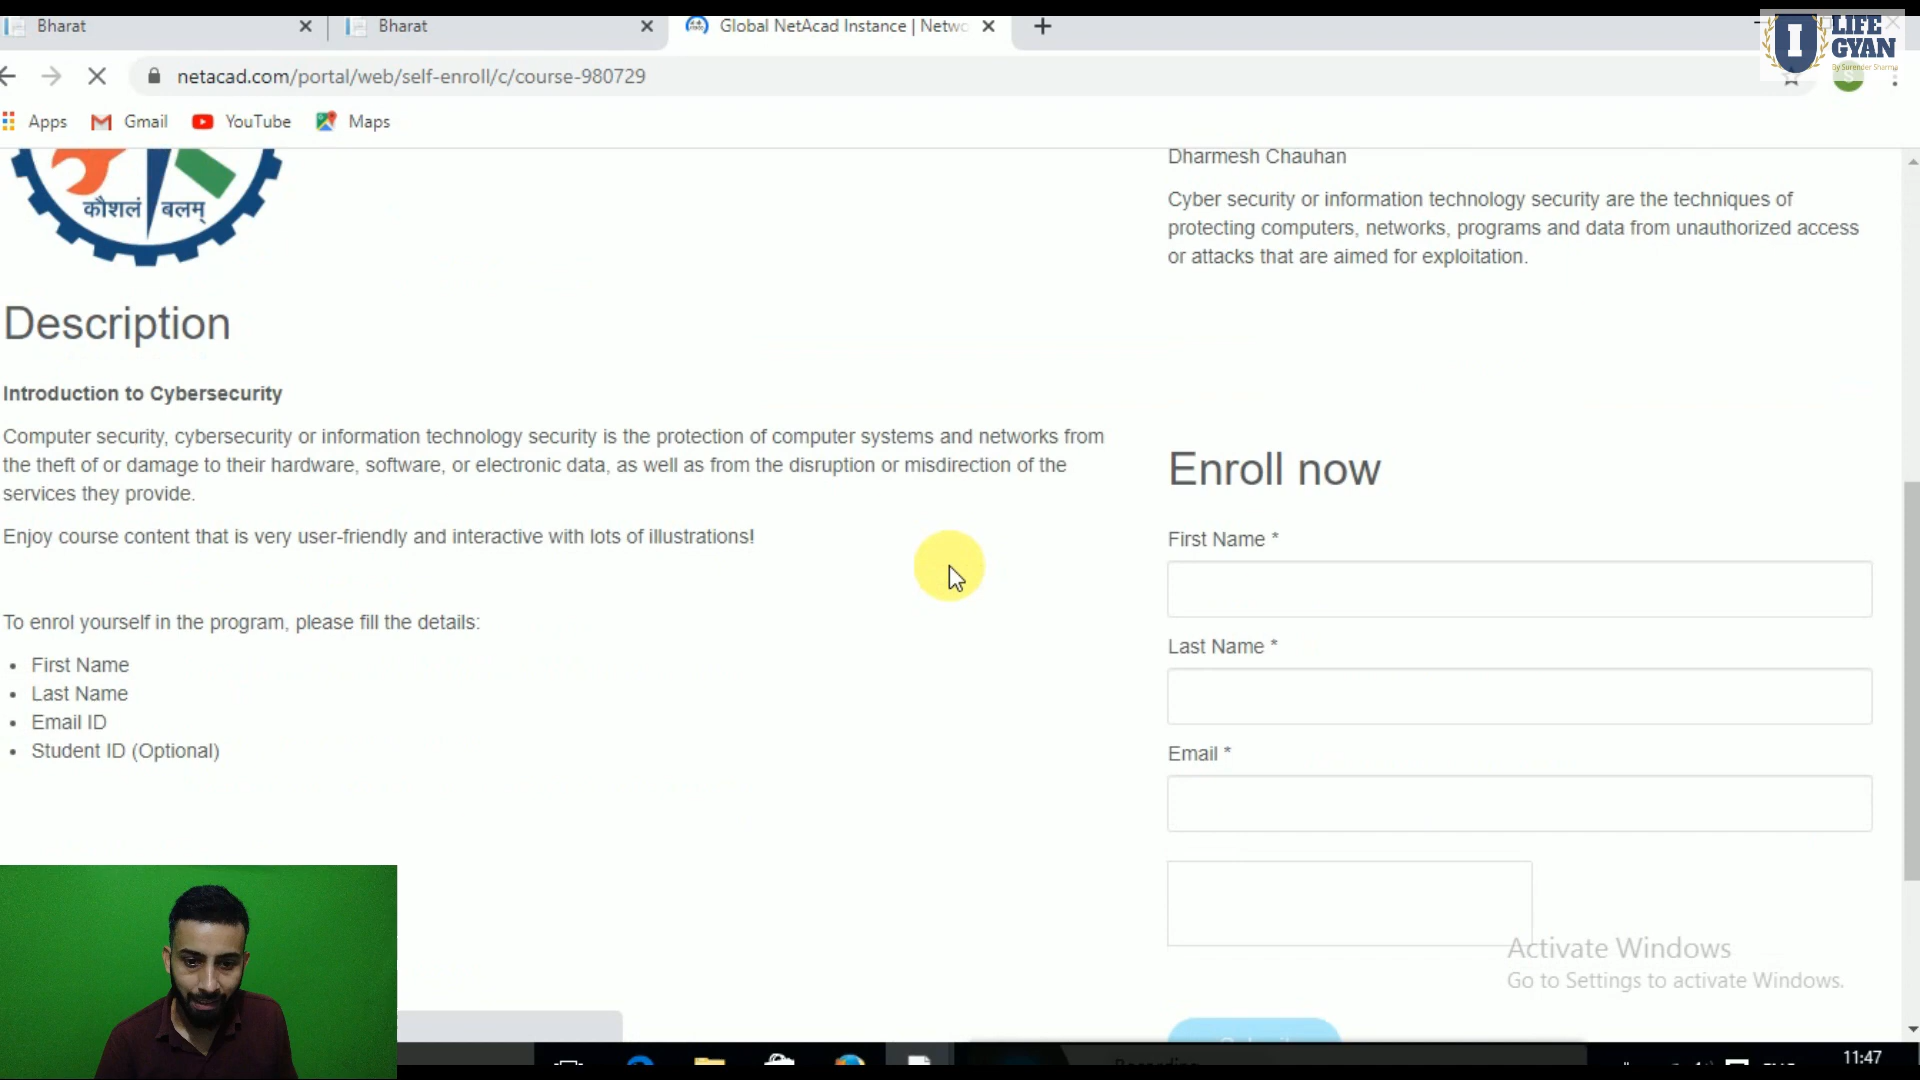 Bharat
Bharat
Global NetAcad Instance | Netwo
LIFE
GYAN
By Surender Sharma
I
netacad.com/portal/web/self-enroll/c/course-980729
S
Apps
Gmail
YouTube
Maps
कौशलं बलम्
Dharmesh Chauhan
Cyber security or information technology security are the techniques of
protecting computers, networks, programs and data from unauthorized access
or attacks that are aimed for exploitation.
Description
Introduction to Cybersecurity
Computer security, cybersecurity or information technology security is the protection of computer systems and networks from
the theft of or damage to their hardware, software, or electronic data, as well as from the disruption or misdirection of the
services they provide.
Enjoy course content that is very user-friendly and interactive with lots of illustrations!
To enrol yourself in the program, please fill the details:
• First Name
• Last Name
• Email ID
• Student ID (Optional)
Enroll now
First Name *
Last Name *
Email *
Activate Windows
Go to Settings to activate Windows.
11:47